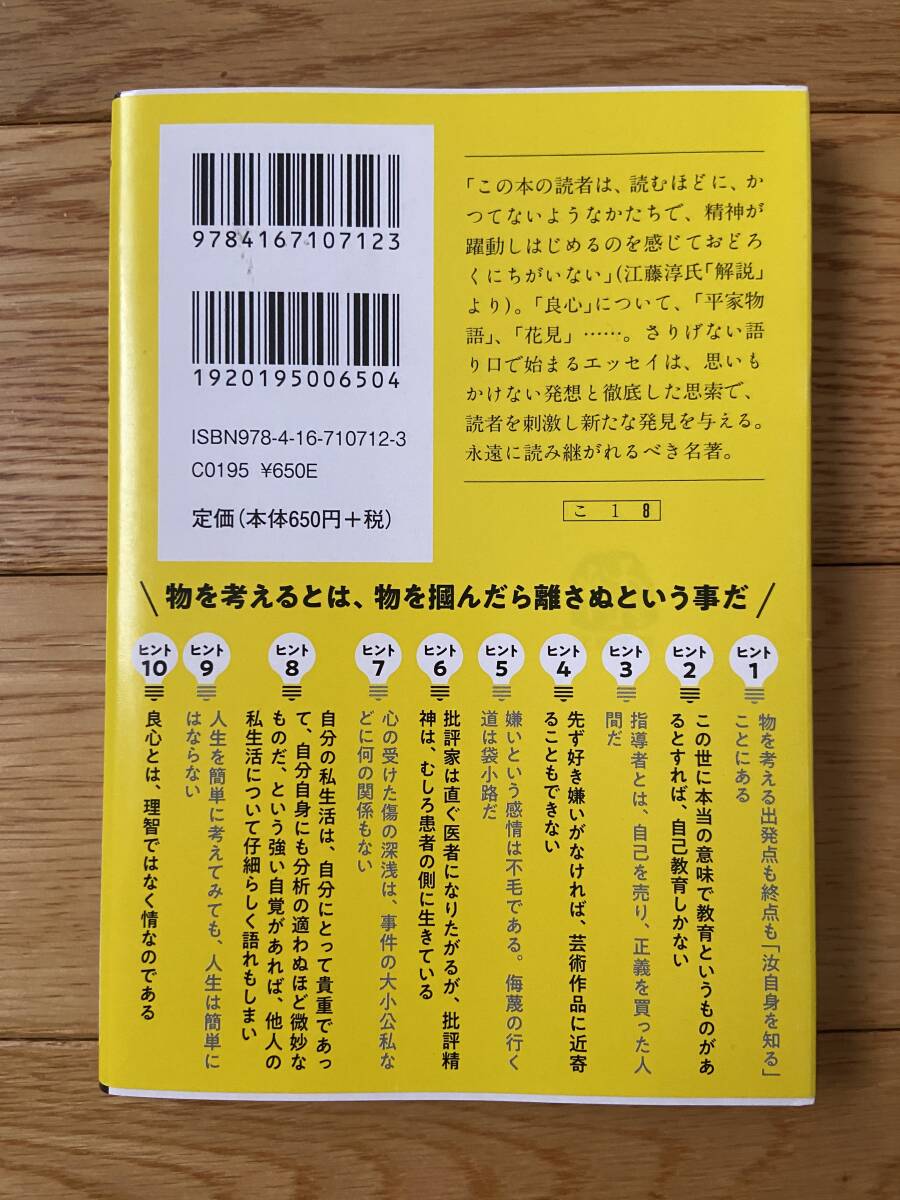 9784167107123
1920195006504
ISBN978-4-16-710712-3
C0195 ¥650E
定価(本体650円+税)
「この本の読者は、読むほどに、か
つてないようなかたちで、精神が
躍動しはじめるのを感じておどろ
くにちがいない」(江藤淳氏「解説」
より)。「良心」について、「平家物
語」、「花見」……。さりげない語
り口で始まるエッセイは、思いも
かけない発想と徹底した思索で、
読者を刺激し新たな発見を与える。
永遠に読み継がれるべき名著。
こ 1 8
物を考えるとは、物を掴んだら離さぬという事だ
ヒント
1
物を考える出発点も終点も「汝自身を知る」
ことにある
ヒント
2
この世に本当の意味で教育というものがあ
るとすれば、自己教育しかない
ヒント
3
指導者とは、自己を売り、正義を買った人
間だ
ヒント
4
先ず好き嫌いがなければ、芸術作品に近寄
ることもできない
ヒント
5
嫌いという感情は不毛である。侮蔑の行く
道は袋小路だ
ヒント
6
批評家は直ぐ医者になりたがるが、批評精
神は、むしろ患者の側に生きている
ヒント
7
心の受けた傷の深浅は、事件の大小公私な
どに何の関係もない
ヒント
8
自分の私生活は、自分にとって貴重であっ
て、自分自身にも分析の適わぬほど微妙な
ものだ、という強い自覚があれば、他人の
私生活について仔細らしく語れもしまい
ヒント
9
人生を簡単に考えてみても、人生は簡単に
はならない
ヒント
10
良心とは、理智ではなく情なのである